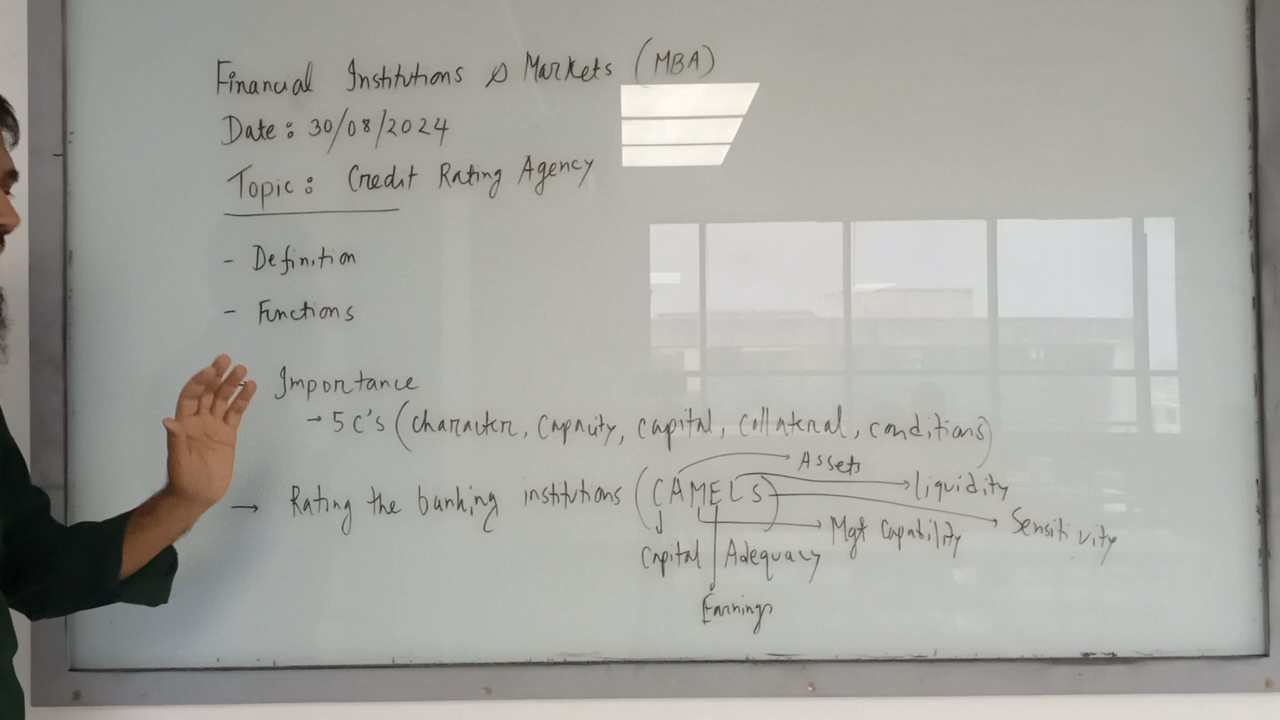 Financial Institutions & Markets (MBA)
Date: 30/08/2024
Topic: Credit Rating Agency
- Definition
- Functions
- Importance
→ 5 C's (character, capacity, capital, collateral, conditions)
→ Rating the banking institutions (CAMELS)
Assets
liquidity
Sensitivity
Mgt Capability
Capital Adequacy
Earnings